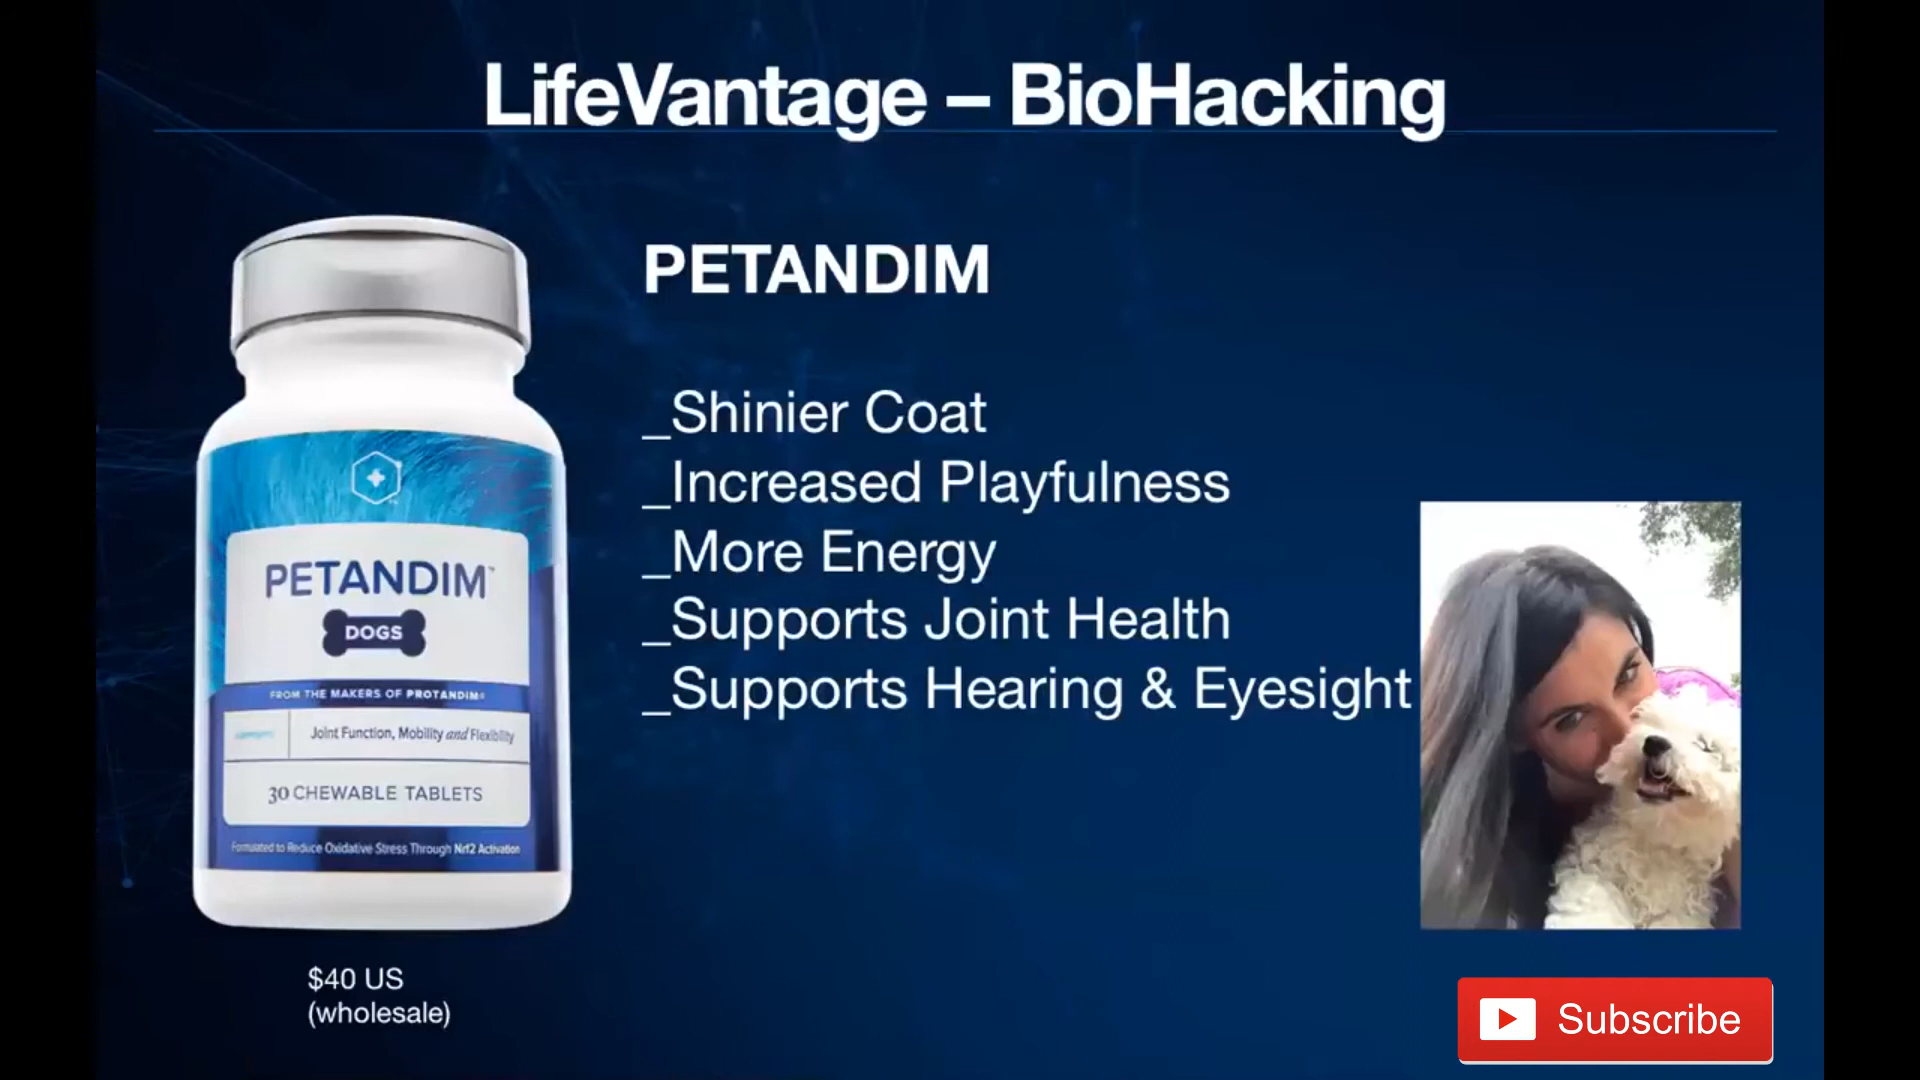 LifeVantage – BioHacking
PETANDIM
_Shinier Coat
_Increased Playfulness
_More Energy
_Supports Joint Health
_Supports Hearing & Eyesight
PETANDIM™
DOGS
FROM THE MAKERS OF PROTANDIM®
Joint Function, Mobility and Flexibility
30 CHEWABLE TABLETS
Formulated to Reduce Oxidative Stress Through Nrf2 Activation
$40 US
(wholesale)
Subscribe